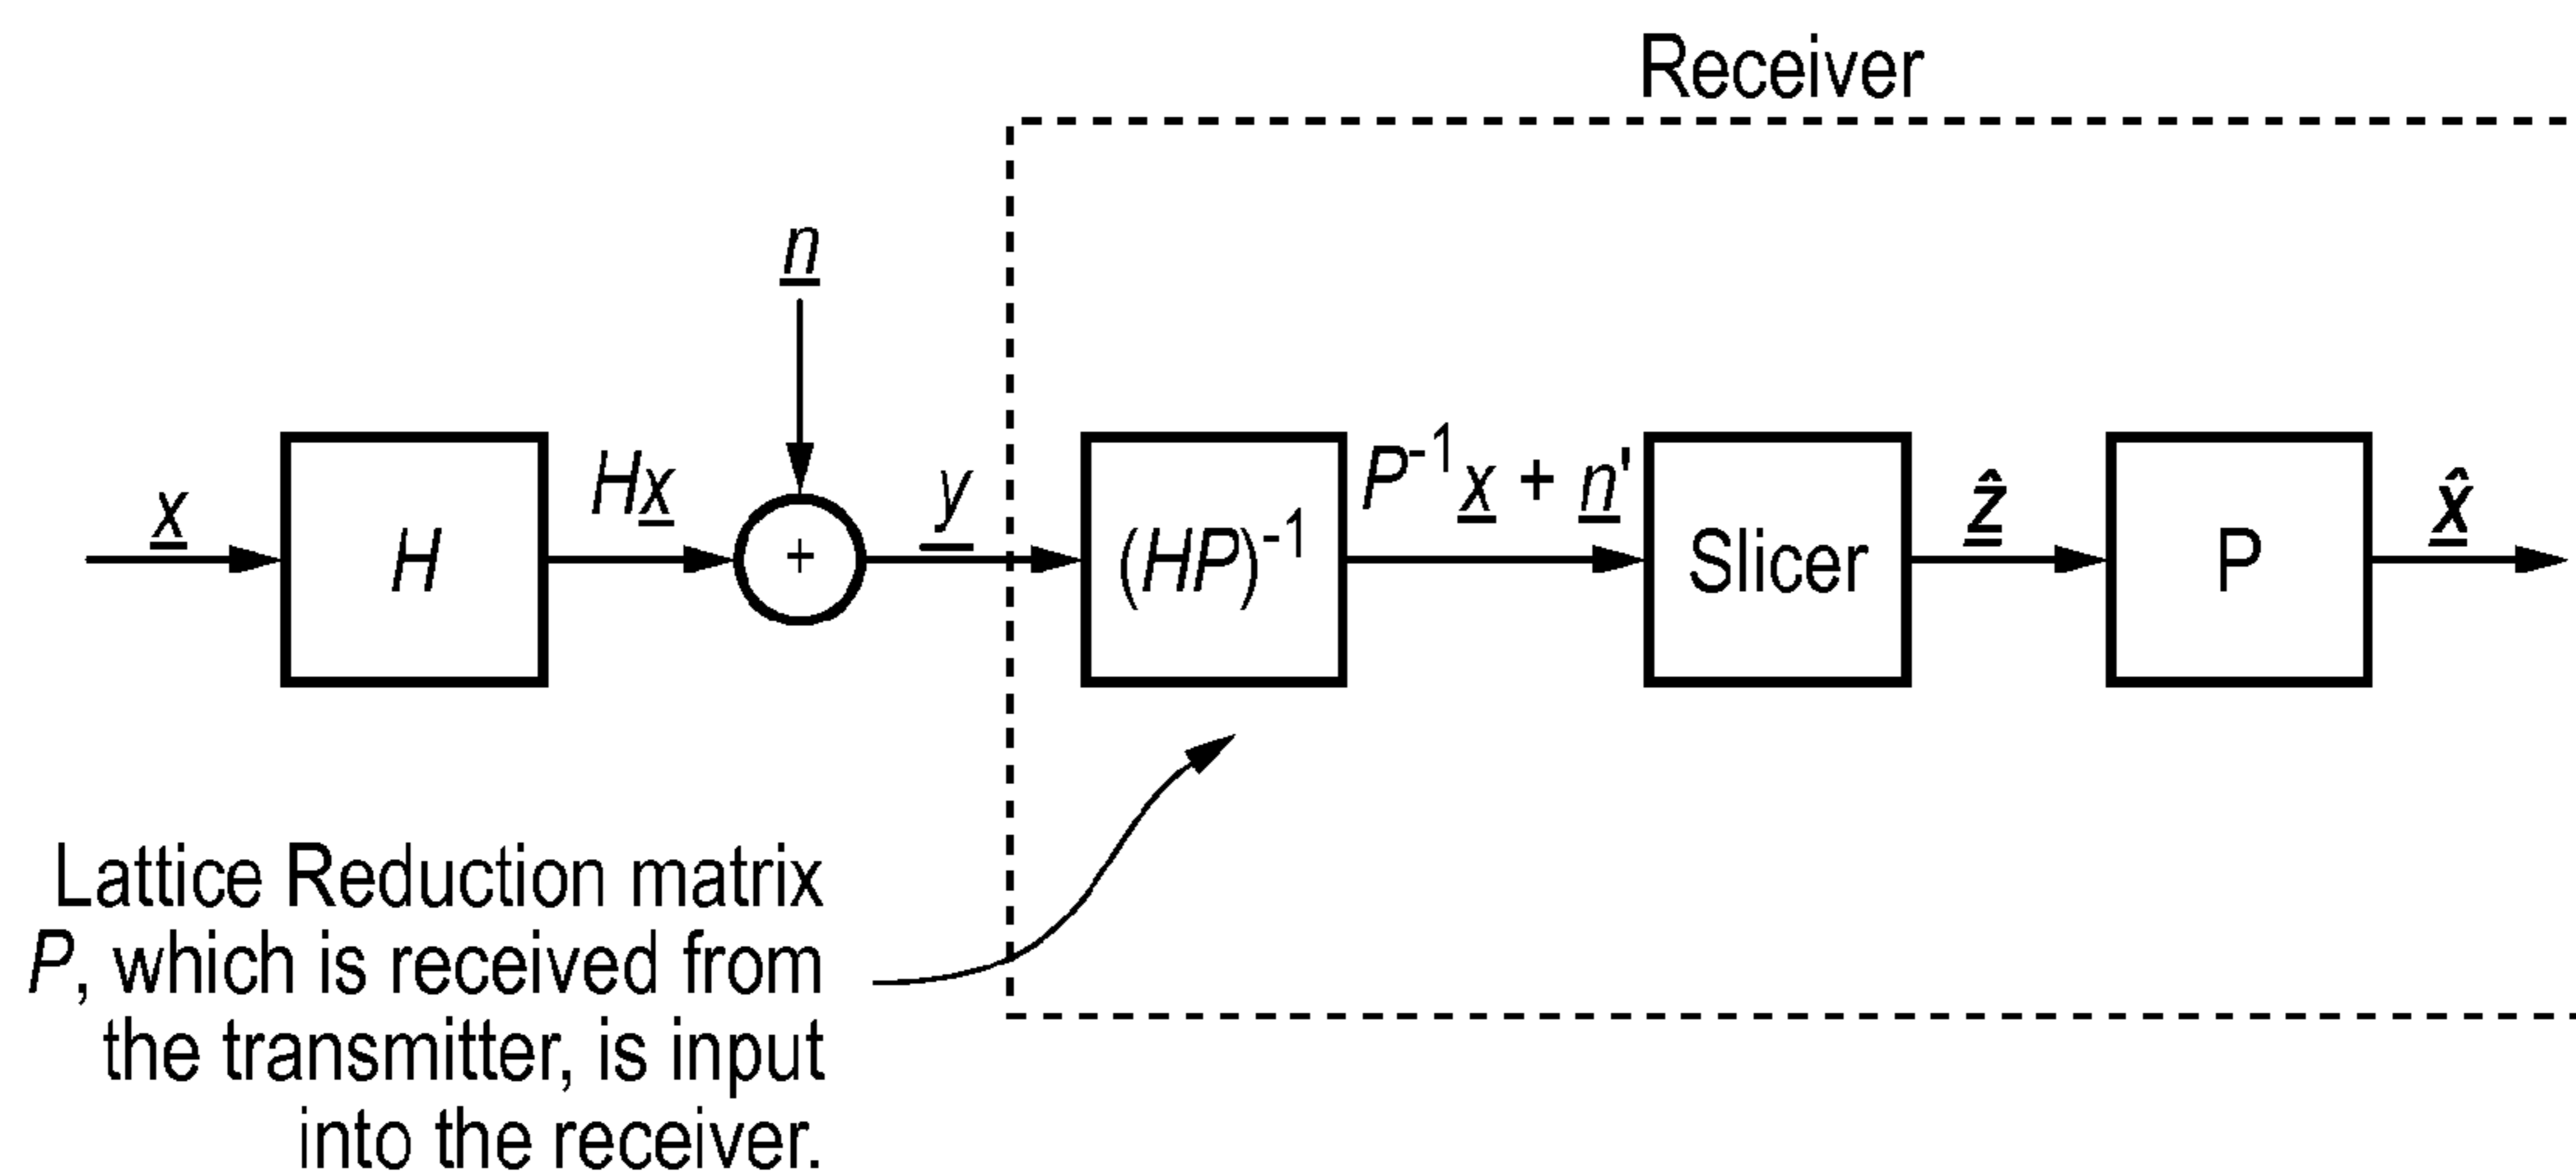 Receiver
n
x
H
Hx
+
y
(HP)⁻¹
P⁻¹x + n'
Slicer
ẑ
P
x̂
Lattice Reduction matrix
P, which is received from
the transmitter, is input
into the receiver.